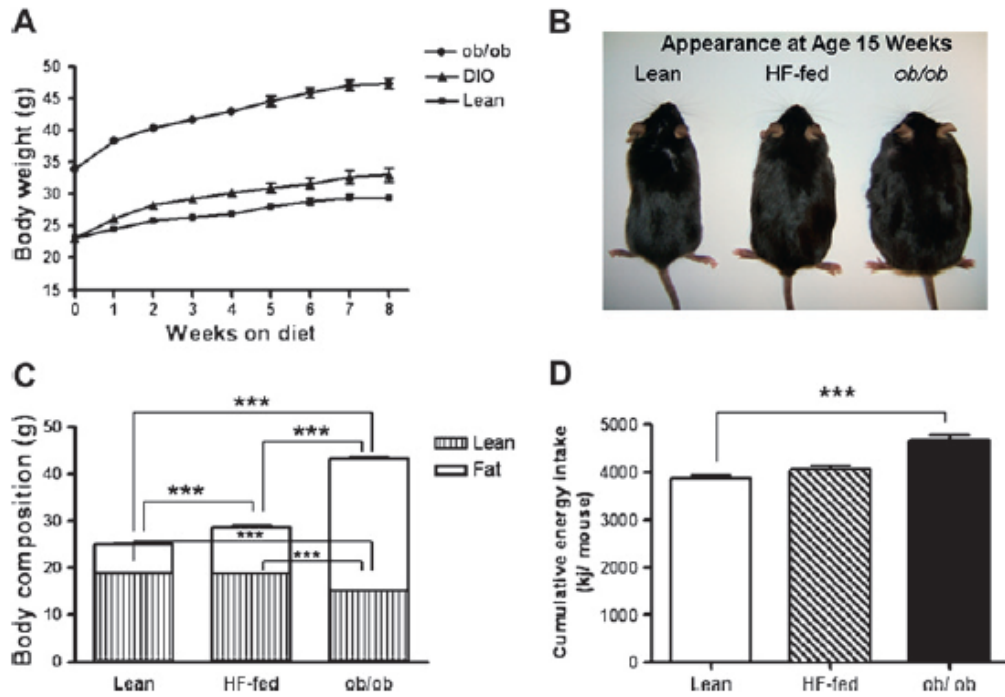 A
ob/ob
DIO
Lean
Body weight (g)
50
45
40
35
30
25
20
15
0 1 2 3 4 5 6 7 8
Weeks on diet
B
Appearance at Age 15 Weeks
Lean HF-fed ob/ob
C
***
***
***
***
***
Lean
Fat
Body composition (g)
50
40
30
20
10
0
Lean HF-fed ob/ob
D
***
Cumulative energy intake
(kj/ mouse)
5000
4000
3000
2000
1000
0
Lean HF-fed ob/ ob